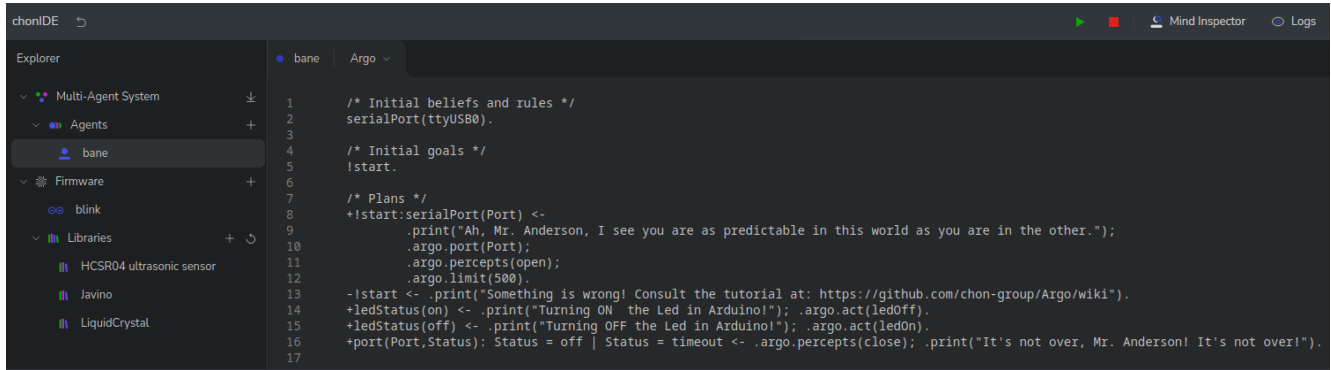 chonIDE
Mind Inspector
Logs
Explorer
bane
Argo
Multi-Agent System
Agents
bane
Firmware
blink
Libraries
HCSR04 ultrasonic sensor
Javino
LiquidCrystal
1 /* Initial beliefs and rules */
2 serialPort(ttyUSB0).
3
4 /* Initial goals */
5 !start.
6
7 /* Plans */
8 +!start:serialPort(Port) <-
9 .print("Ah, Mr. Anderson, I see you are as predictable in this world as you are in the other.");
10 .argo.port(Port);
11 .argo.percepts(open);
12 .argo.limit(500).
13 -!start <- .print("Something is wrong! Consult the tutorial at: https://github.com/chon-group/Argo/wiki").
14 +ledStatus(on) <- .print("Turning ON  the Led in Arduino!"); .argo.act(ledOff).
15 +ledStatus(off) <- .print("Turning OFF the Led in Arduino!"); .argo.act(ledOn).
16 +port(Port,Status): Status = off | Status = timeout <- .argo.percepts(close); .print("It's not over, Mr. Anderson! It's not over!").
17